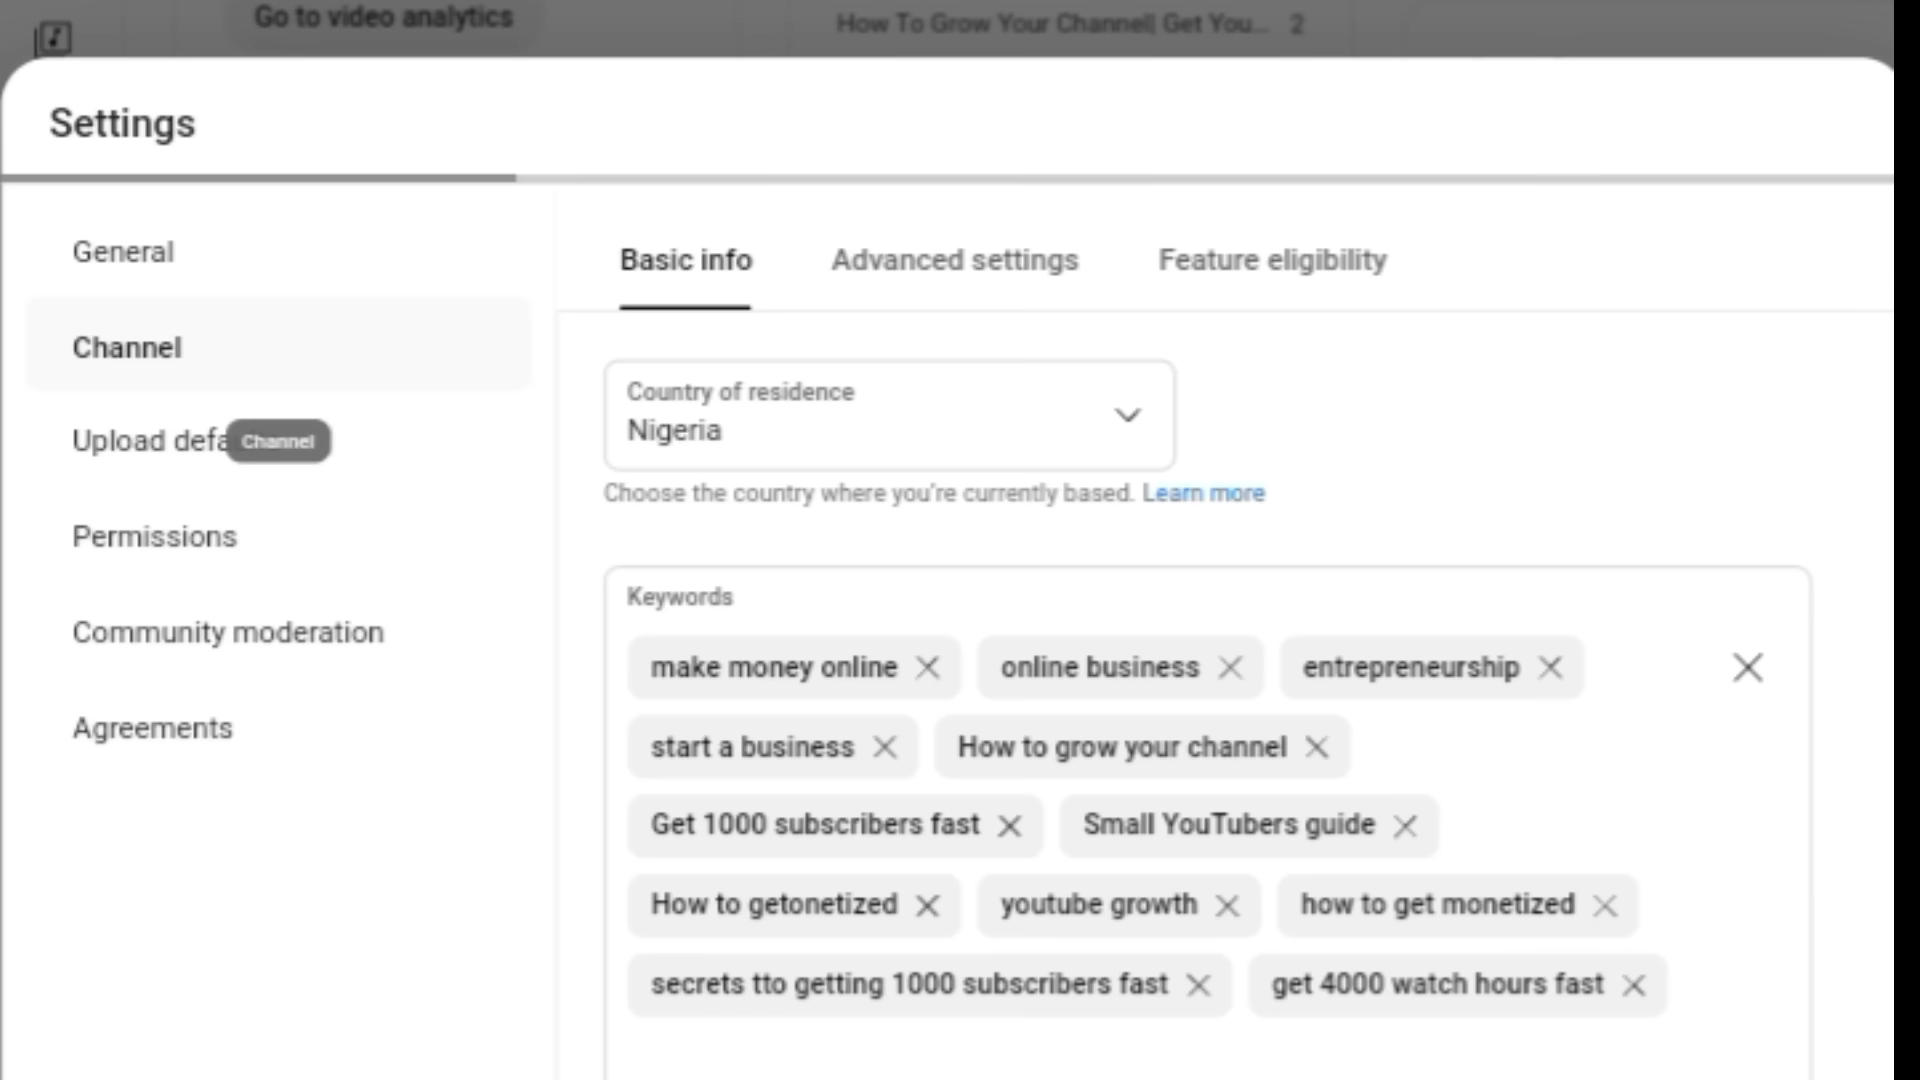 Go to video analytics
How To Grow Your Channel| Get You... 2
Settings
General
Channel
Upload defa
Channel
Permissions
Community moderation
Agreements
Basic info Advanced settings Feature eligibility
Country of residence
Nigeria
Choose the country where you're currently based. Learn more
Keywords
make money online online business entrepreneurship
start a business How to grow your channel
Get 1000 subscribers fast Small YouTubers guide
How to getonetized youtube growth how to get monetized
secrets tto getting 1000 subscribers fast get 4000 watch hours fast